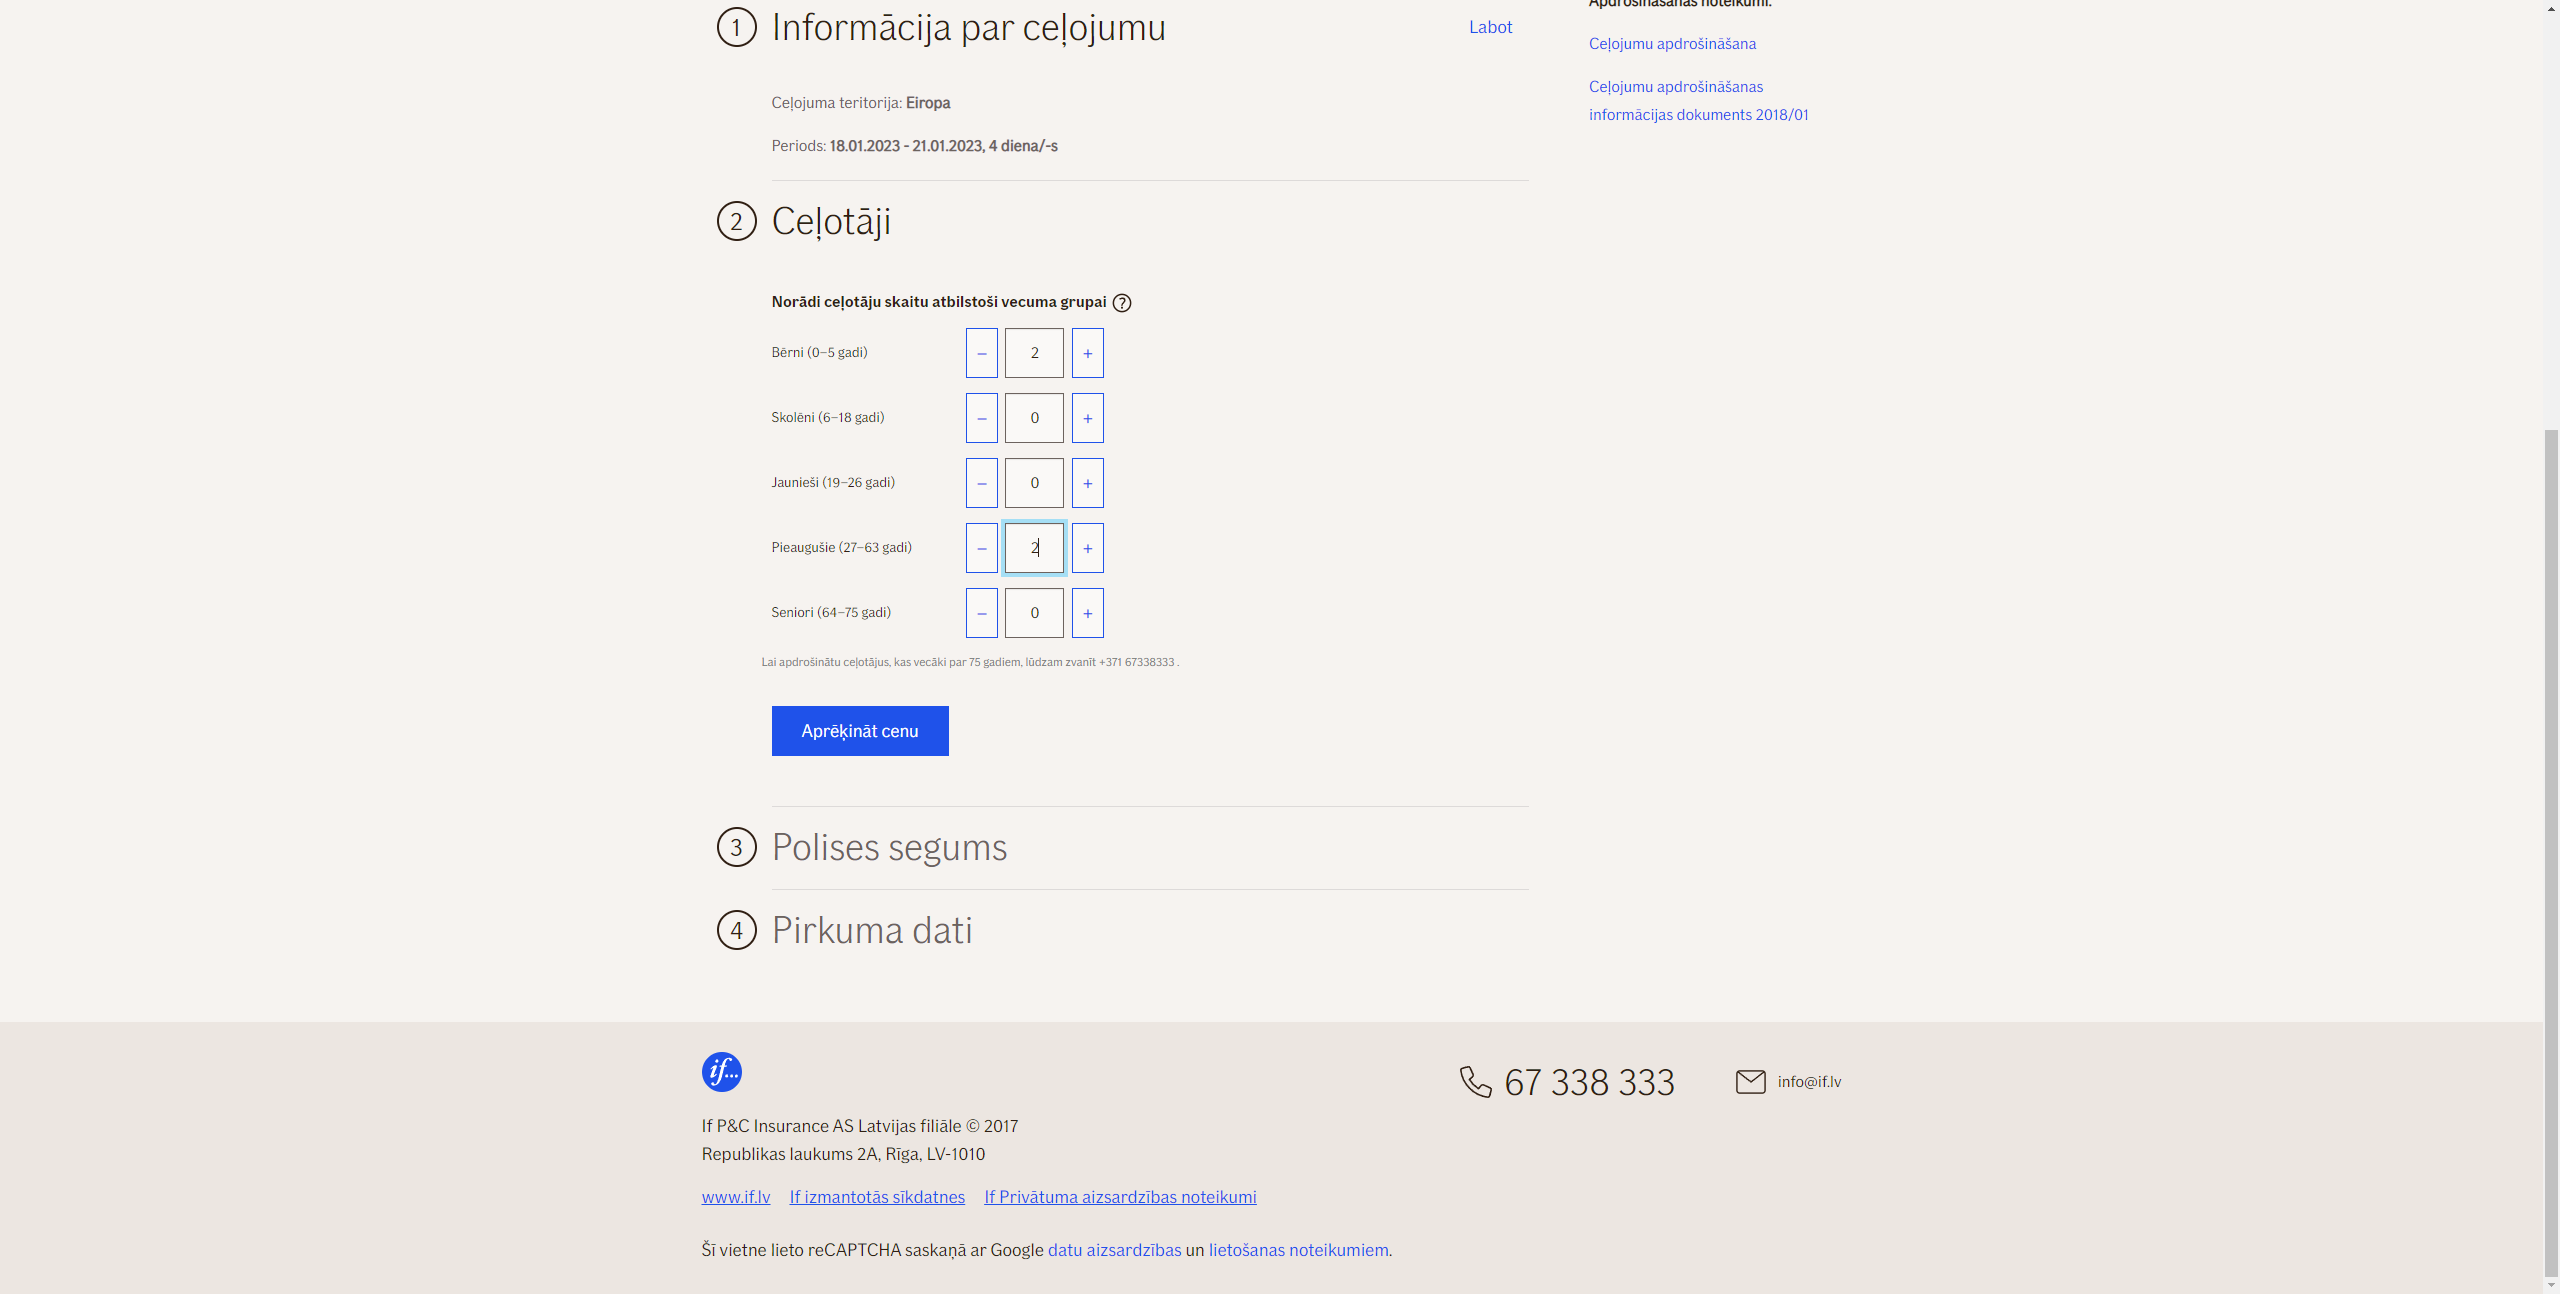 1 Informācija par ceļojumu
Labot
Ceļojuma teritorija: Eiropa
Periods: 18.01.2023 - 21.01.2023, 4 diena/-s
2 Ceļotāji
Norādi ceļotāju skaitu atbilstoši vecuma grupai ?
Bērni (0–5 gadi) – 2 +
Skolēni (6–18 gadi) – 0 +
Jaunieši (19–26 gadi) – 0 +
Pieaugušie (27–63 gadi) – 2 +
Seniori (64–75 gadi) – 0 +
Lai apdrošinātu ceļotājus, kas vecāki par 75 gadiem, lūdzam zvanīt +371 67338333 .
Aprēķināt cenu
3 Polises segums
4 Pirkuma dati
Apdrošināšanas noteikumi:
Ceļojumu apdrošināšana
Ceļojumu apdrošināšanas
informācijas dokuments 2018/01
if...
67 338 333
info@if.lv
If P&C Insurance AS Latvijas filiāle © 2017
Republikas laukums 2A, Rīga, LV-1010
www.if.lv If izmantotās sīkdatnes If Privātuma aizsardzības noteikumi
Šī vietne lieto reCAPTCHA saskaņā ar Google datu aizsardzības un lietošanas noteikumiem.